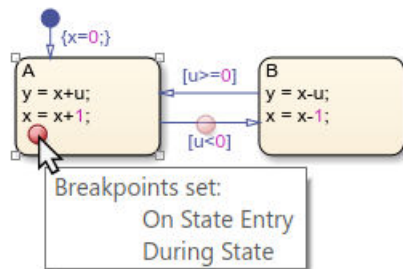 {x=0;}
A
y = x+u;
x = x+1;
[u>=0]
[u<0]
B
y = x-u;
x = x-1;
Breakpoints set:
On State Entry
During State